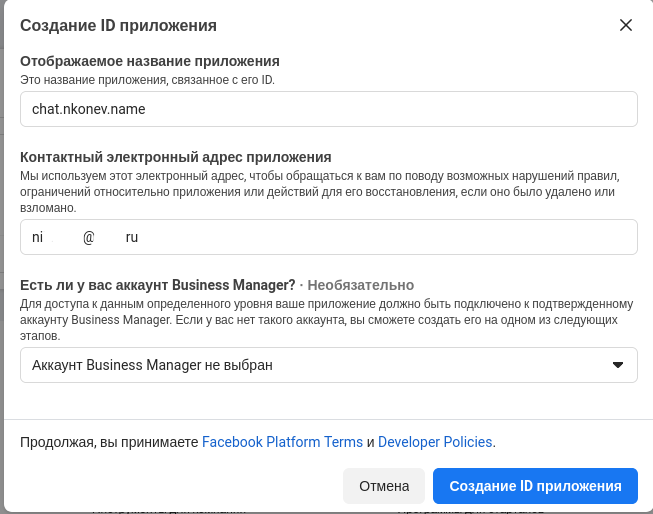 Создание ID приложения
Отображаемое название приложения
Это название приложения, связанное с его ID.
chat.nkonev.name
Контактный электронный адрес приложения
Мы используем этот электронный адрес, чтобы обращаться к вам по поводу возможных нарушений правил,
ограничений относительно приложения или действий для его восстановления, если оно было удалено или
взломано.
ni @ ru
Есть ли у вас аккаунт Business Manager? · Необязательно
Для доступа к данным определенного уровня ваше приложение должно быть подключено к подтвержденному
аккаунту Business Manager. Если у вас нет такого аккаунта, вы сможете создать его на одном из следующих
этапов.
Аккаунт Business Manager не выбран
Продолжая, вы принимаете Facebook Platform Terms и Developer Policies.
Отмена
Создание ID приложения